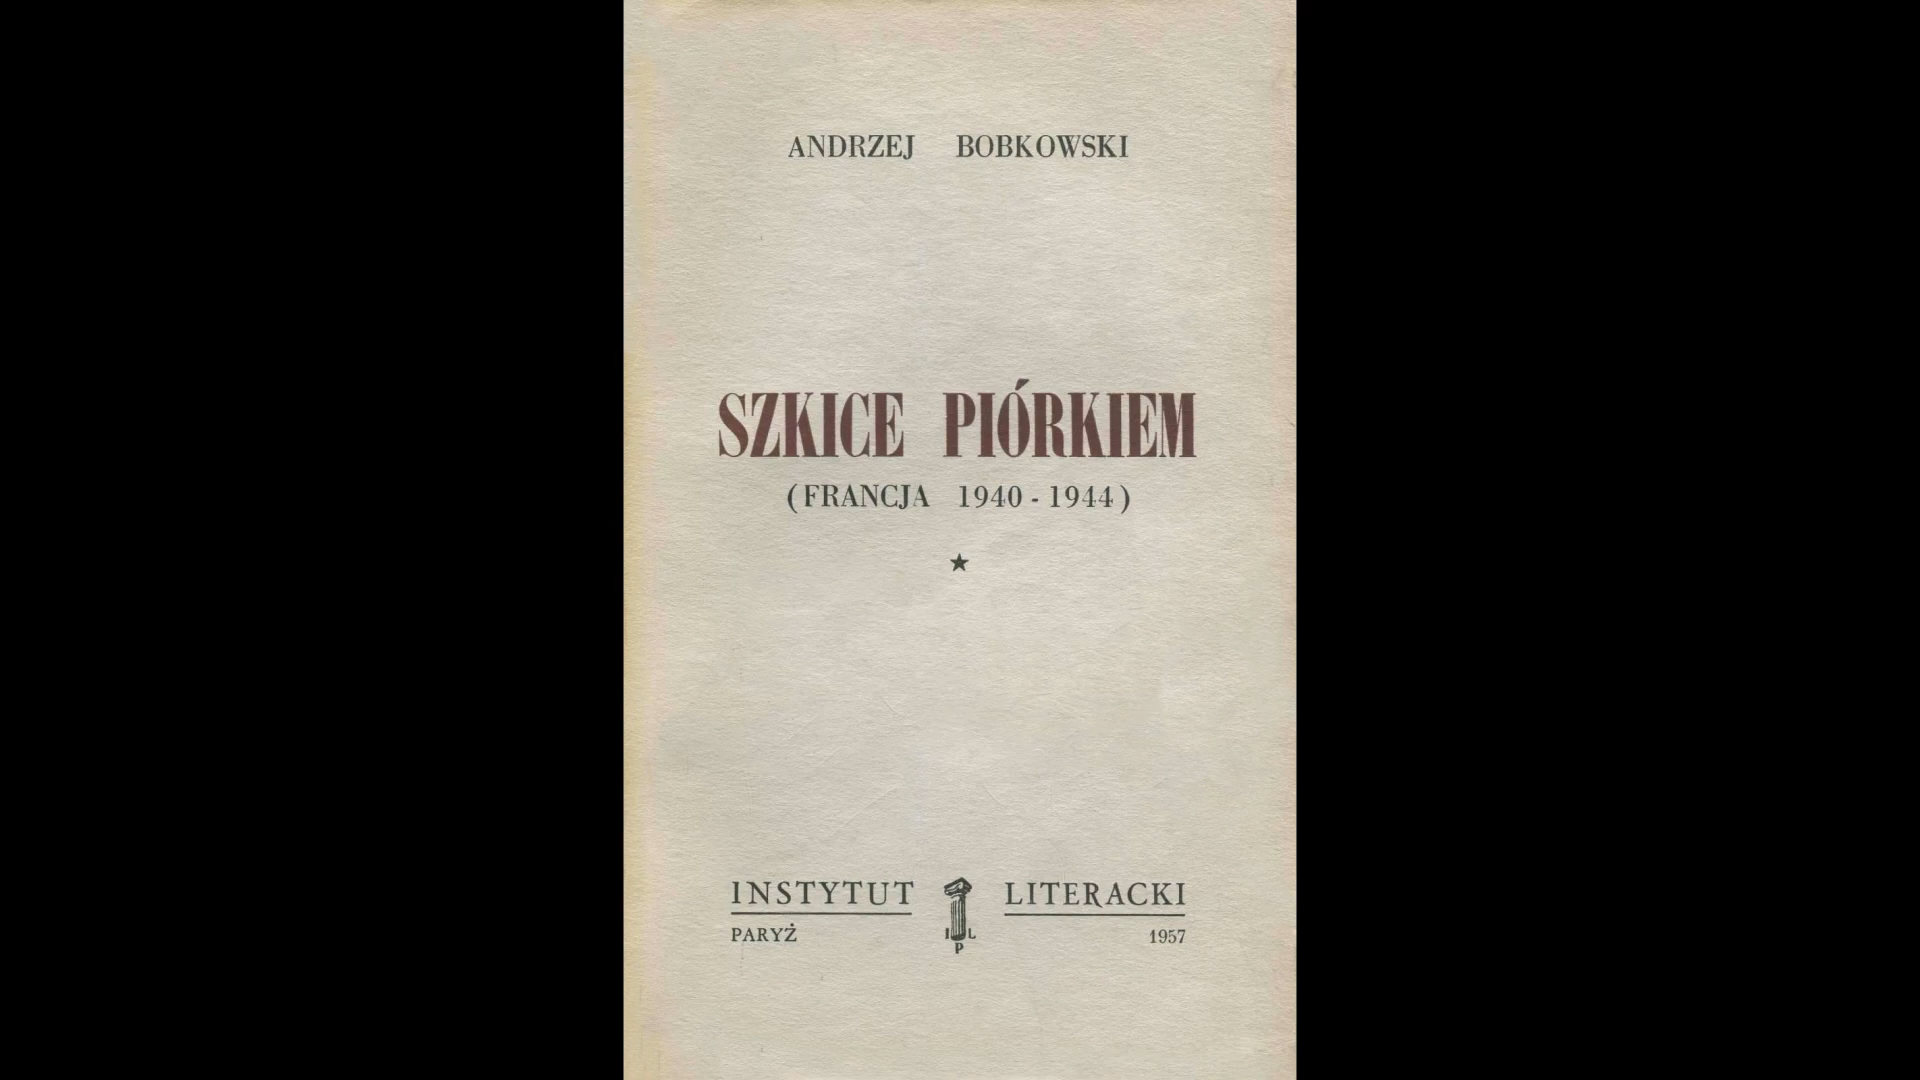 ANDRZEJ BOBKOWSKI
SZKICE PIÓRKIEM
(FRANCJA 1940 - 1944)
★
INSTYTUT LITERACKI
I L
P
PARYŻ 1957